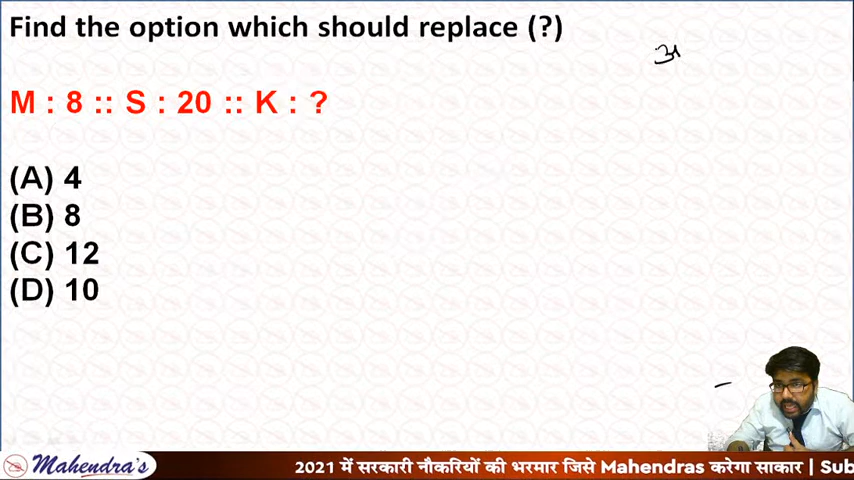 Find the option which should replace (?)
अ
M : 8 :: S : 20 :: K : ?
(A) 4
(B) 8
(C) 12
(D) 10
Mahendra's
2021 में सरकारी नौकरियों की भरमार जिसे Mahendras करेगा साकार | Sub